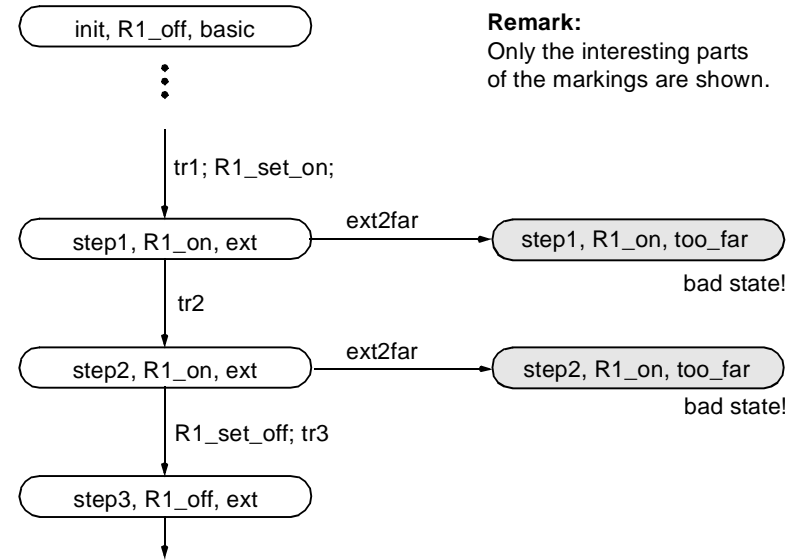 init, R1_off, basic
Remark:
Only the interesting parts
of the markings are shown.
tr1; R1_set_on;
step1, R1_on, ext
ext2far
step1, R1_on, too_far
bad state!
tr2
step2, R1_on, ext
ext2far
step2, R1_on, too_far
bad state!
R1_set_off; tr3
step3, R1_off, ext